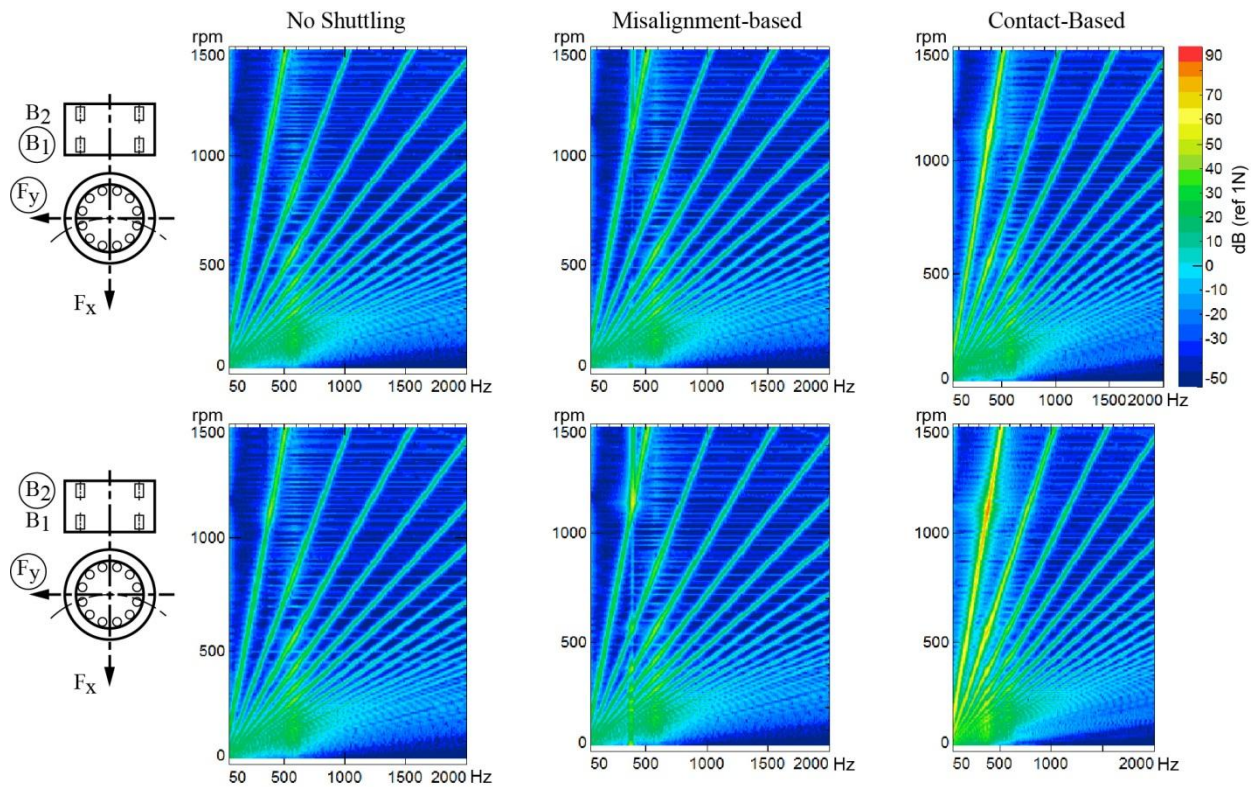 No Shuttling
Misalignment-based
Contact-Based
rpm
1500
1000
500
0
50 500 1000 1500 2000 Hz
rpm
1500
1000
500
0
50 500 1000 1500 2000 Hz
rpm
1500
1000
500
0
50 500 1000 1500 2000 Hz
90
70
60
50
40
30
20
10
0
-10
-20
-30
-50
dB (ref 1N)
B2
B1
Fy
Fx
rpm
1500
1000
500
0
50 500 1000 1500 2000 Hz
rpm
1500
1000
500
0
50 500 1000 1500 2000 Hz
rpm
1500
1000
500
0
50 500 1000 2000 Hz
B2
B1
Fy
Fx